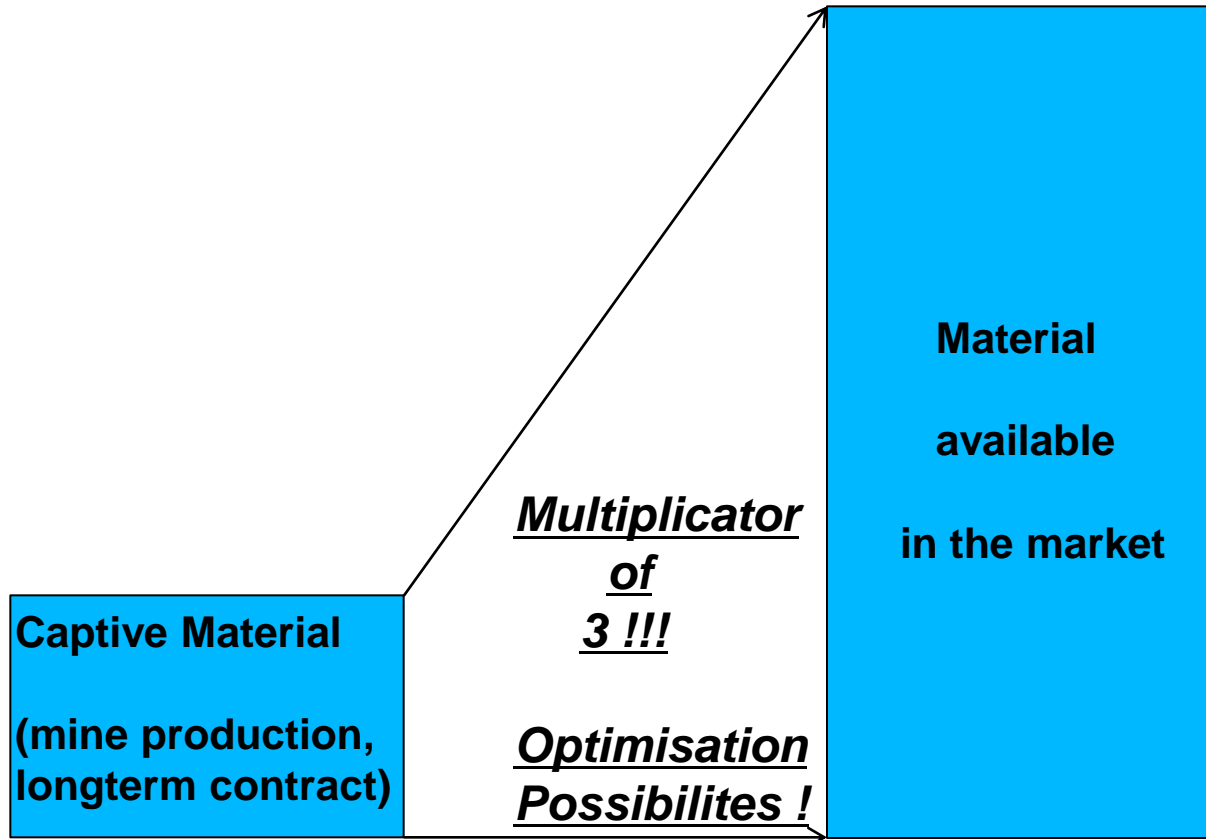 Captive Material
(mine production,
longterm contract)
Multiplicator
of
3 !!!
Optimisation
Possibilites !
Material
available
in the market